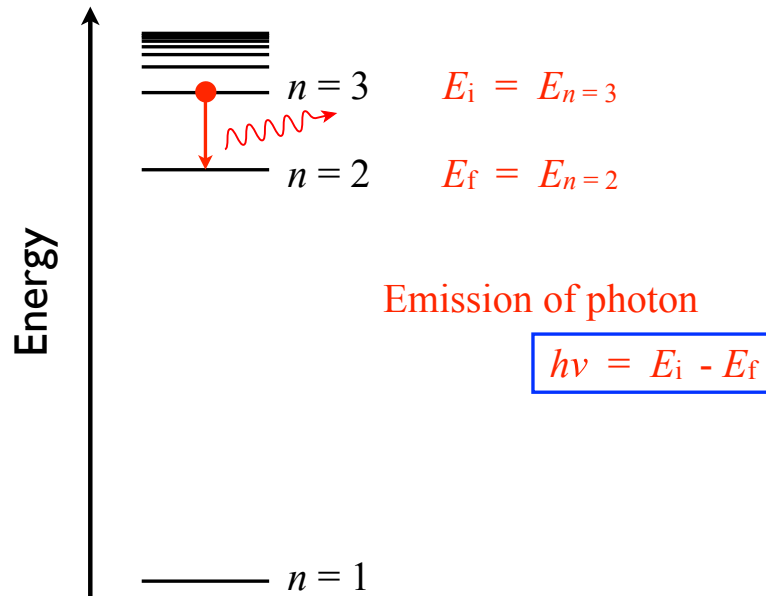 Energy
n = 3
Ei = En = 3
n = 2
Ef = En = 2
Emission of photon
hν = Ei - Ef
n = 1